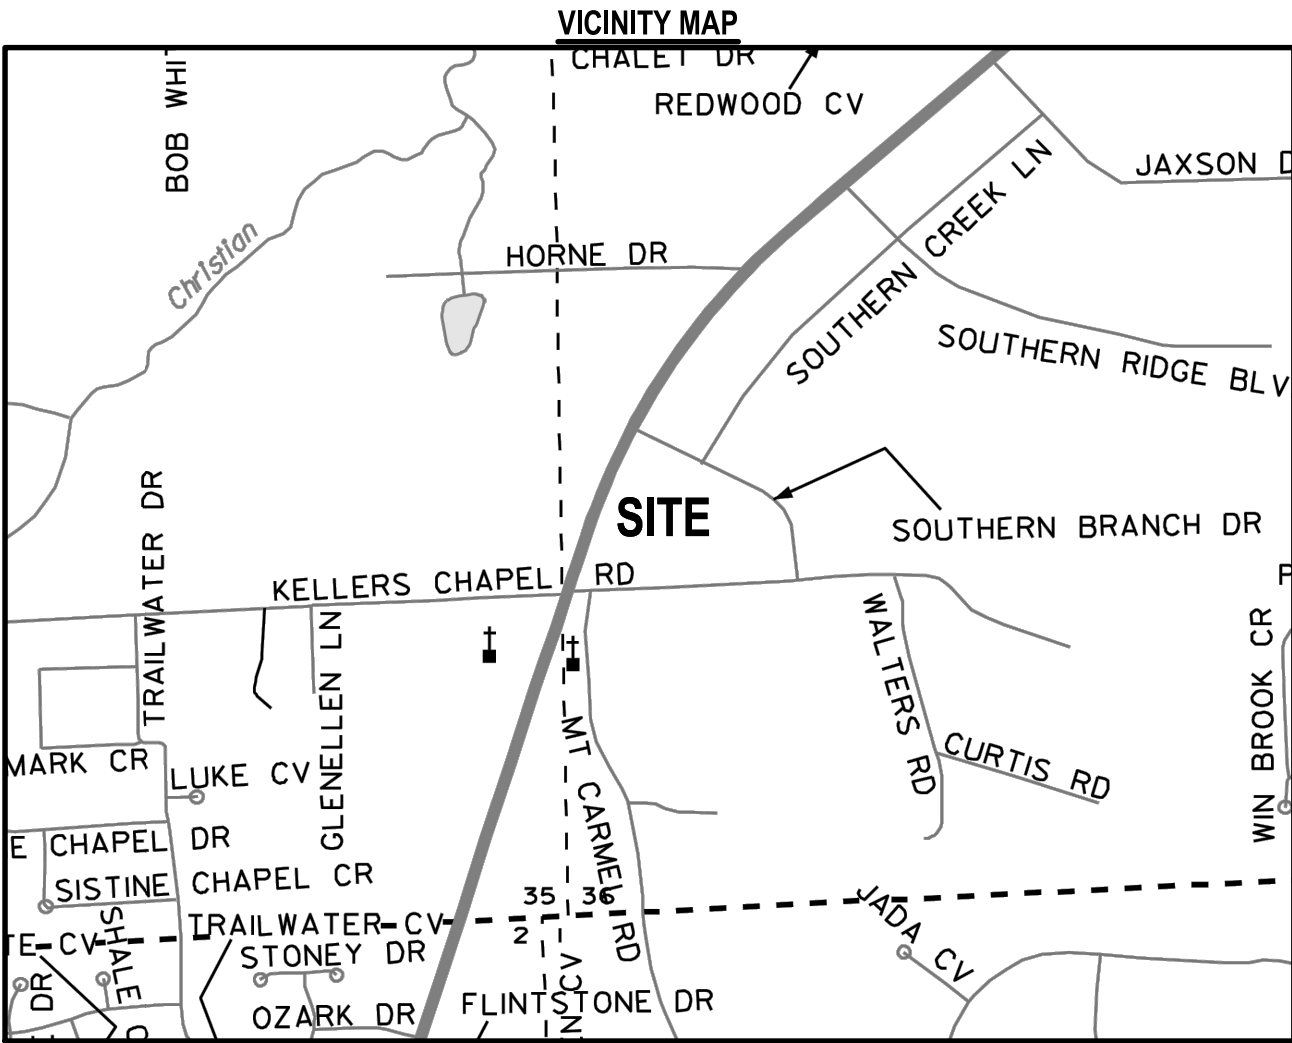 VICINITY MAP
CHALET DR
REDWOOD CV
BOB WHI
JAXSON D
SOUTHERN CREEK LN
HORNE DR
Christian
SOUTHERN RIDGE BLV
TRAILWATER DR
SITE
SOUTHERN BRANCH DR
KELLERS CHAPEL RD
P
GLENELLEN LN
WALTERS RD
WIN BROOK CR
MT CARMEL RD
CURTIS RD
MARK CR
LUKE CV
E CHAPEL DR
SISTINE CHAPEL CR
35 36
2
TRAILWATER CV
JADA CV
TE CV
SHALE
STONEY DR
DR
FLINTSTONE DR
OZARK DR
N CV